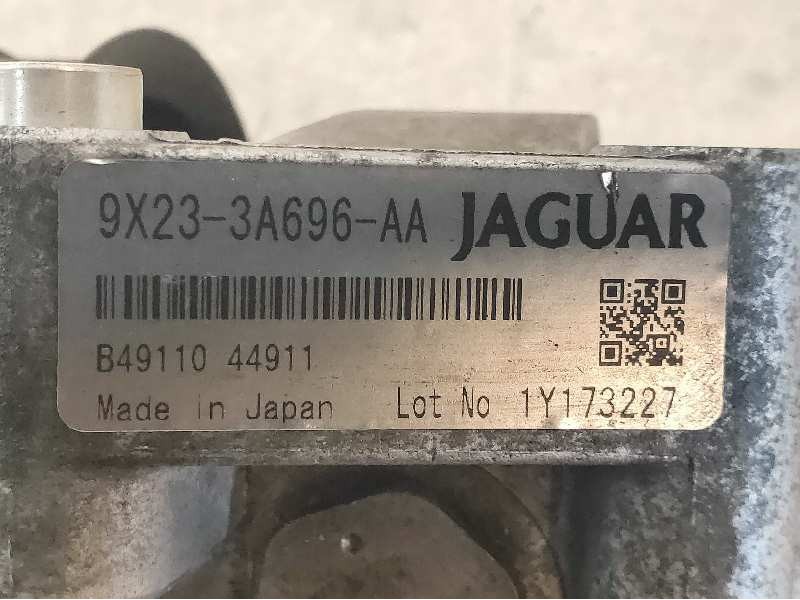 9X23-3A696-AA JAGUAR
B49110 44911
Made in Japan Lot No 1Y173227